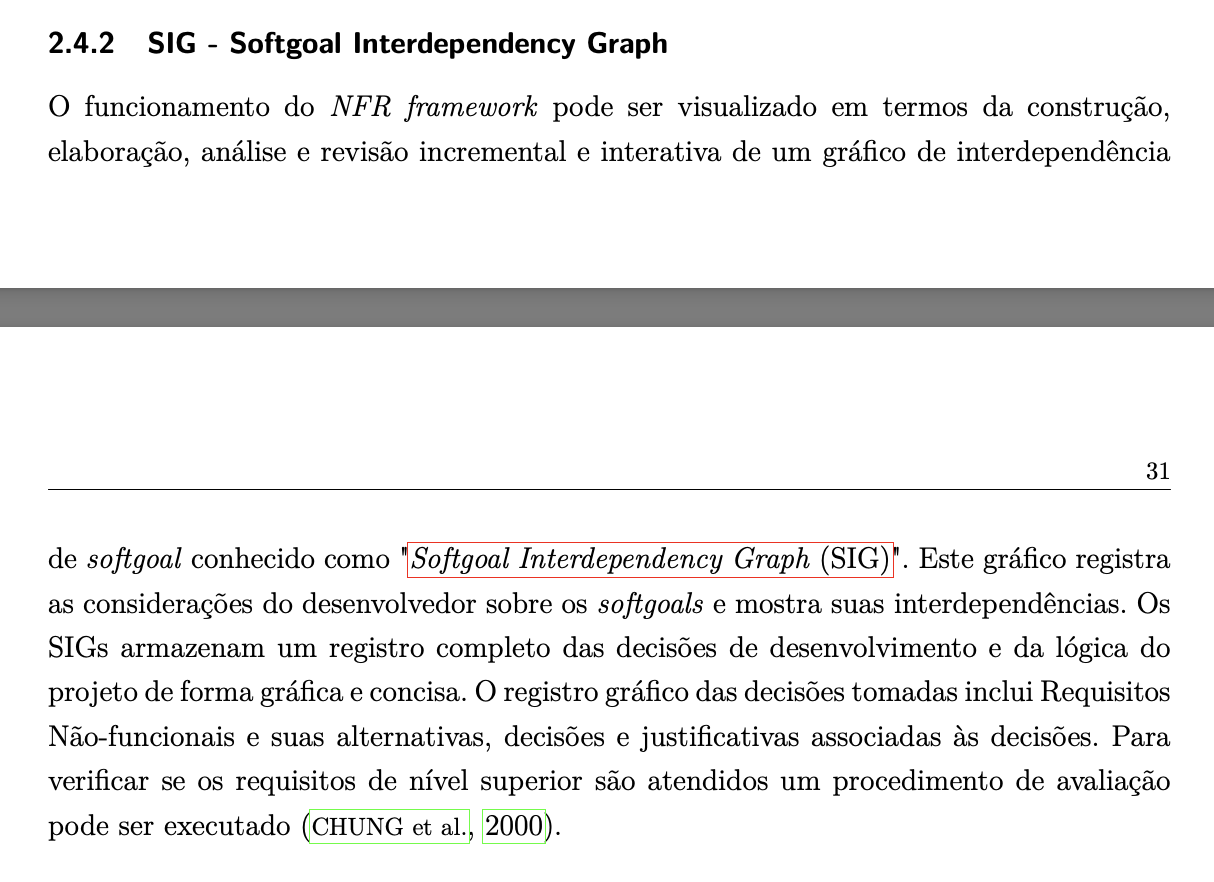 2.4.2 SIG - Softgoal Interdependency Graph
O funcionamento do NFR framework pode ser visualizado em termos da construção,
elaboração, análise e revisão incremental e interativa de um gráfico de interdependência
31
de softgoal conhecido como "Softgoal Interdependency Graph (SIG)". Este gráfico registra
as considerações do desenvolvedor sobre os softgoals e mostra suas interdependências. Os
SIGs armazenam um registro completo das decisões de desenvolvimento e da lógica do
projeto de forma gráfica e concisa. O registro gráfico das decisões tomadas inclui Requisitos
Não-funcionais e suas alternativas, decisões e justificativas associadas às decisões. Para
verificar se os requisitos de nível superior são atendidos um procedimento de avaliação
pode ser executado (CHUNG et al., 2000).